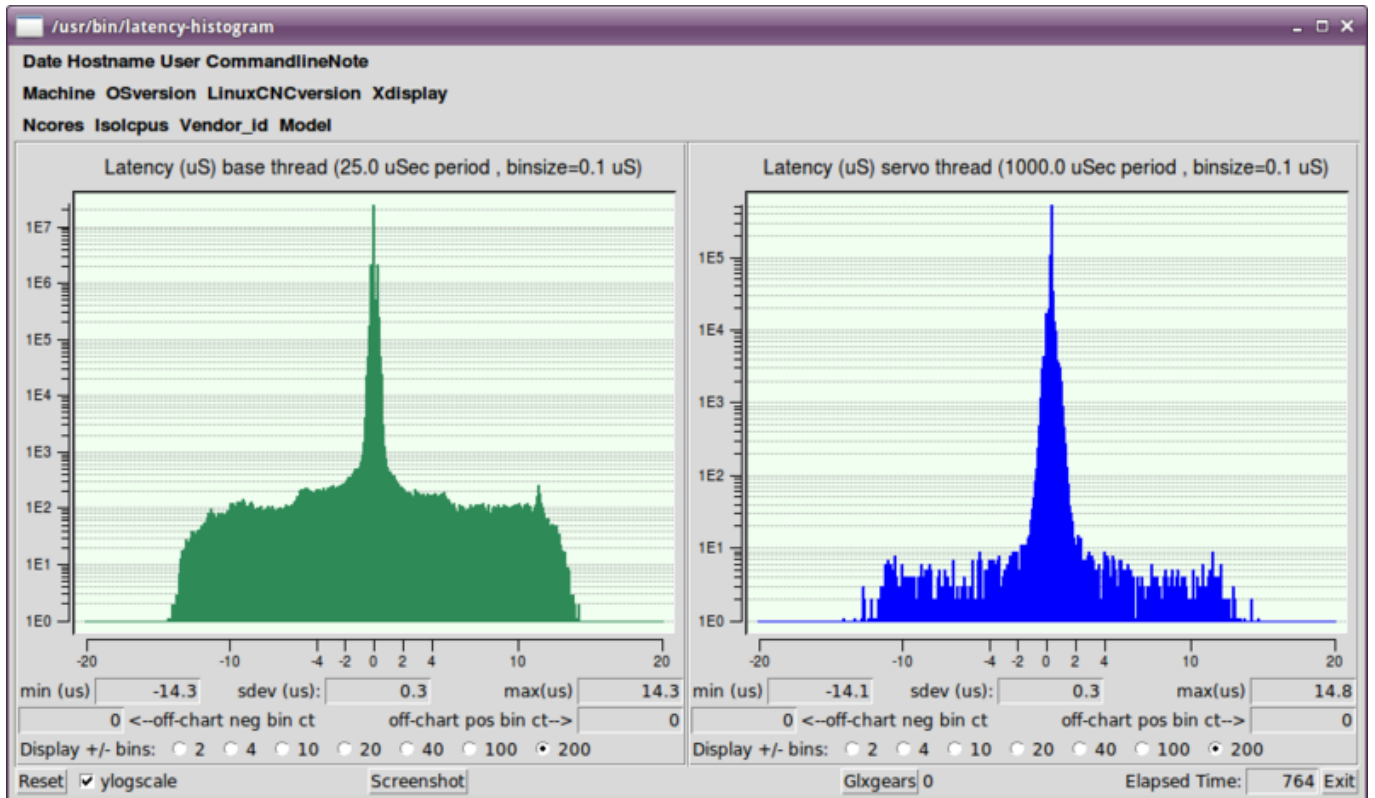 /usr/bin/latency-histogram
Date Hostname User CommandlineNote
Machine OSversion LinuxCNCversion Xdisplay
Ncores Isolcpus Vendor_id Model
Latency (uS) base thread (25.0 uSec period , binsize=0.1 uS)
1E7
1E6
1E5
1E4
1E3
1E2
1E1
1E0
-20 -10 -4 -2 0 2 4 10 20
min (us) -14.3 sdev (us): 0.3 max(us) 14.3
0 <--off-chart neg bin ct off-chart pos bin ct--> 0
Display +/- bins: 2 4 10 20 40 100 200
Latency (uS) servo thread (1000.0 uSec period , binsize=0.1 uS)
1E5
1E4
1E3
1E2
1E1
1E0
-20 -10 -4 -2 0 2 4 10 20
min (us) -14.1 sdev (us): 0.3 max(us) 14.8
0 <--off-chart neg bin ct off-chart pos bin ct--> 0
Display +/- bins: 2 4 10 20 40 100 200
Reset ylogscale Screenshot Glxgears 0 Elapsed Time: 764 Exit